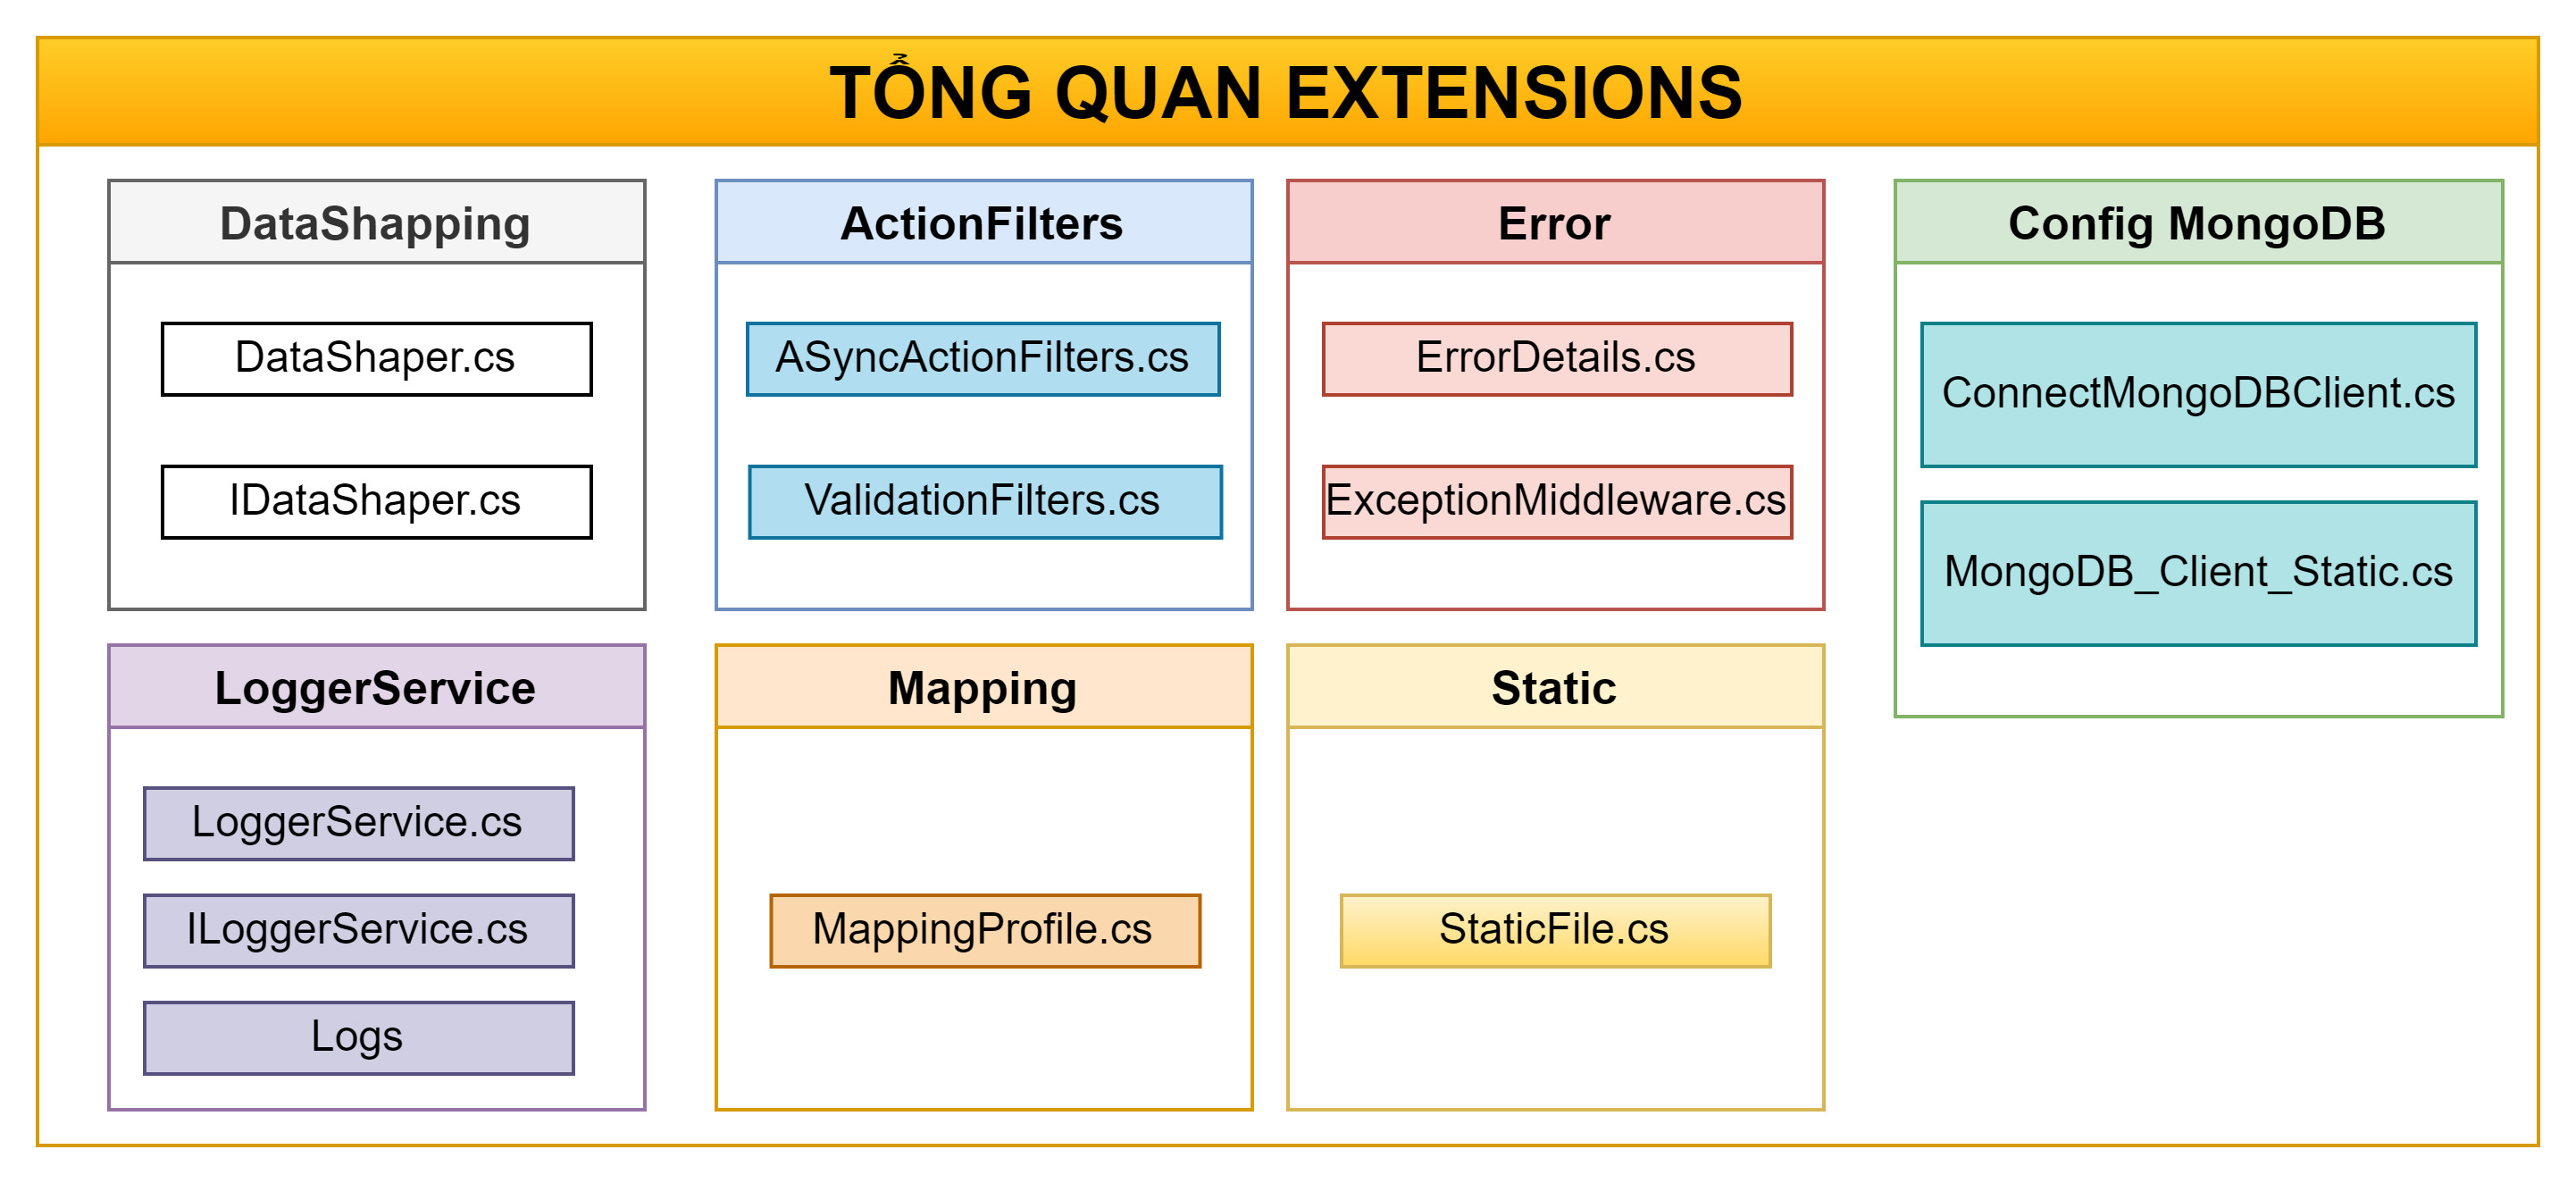 TỔNG QUAN EXTENSIONS
DataShapping
DataShaper.cs
IDataShaper.cs
ActionFilters
ASyncActionFilters.cs
ValidationFilters.cs
Error
ErrorDetails.cs
ExceptionMiddleware.cs
Config MongoDB
ConnectMongoDBClient.cs
MongoDB_Client_Static.cs
LoggerService
LoggerService.cs
ILoggerService.cs
Logs
Mapping
MappingProfile.cs
Static
StaticFile.cs